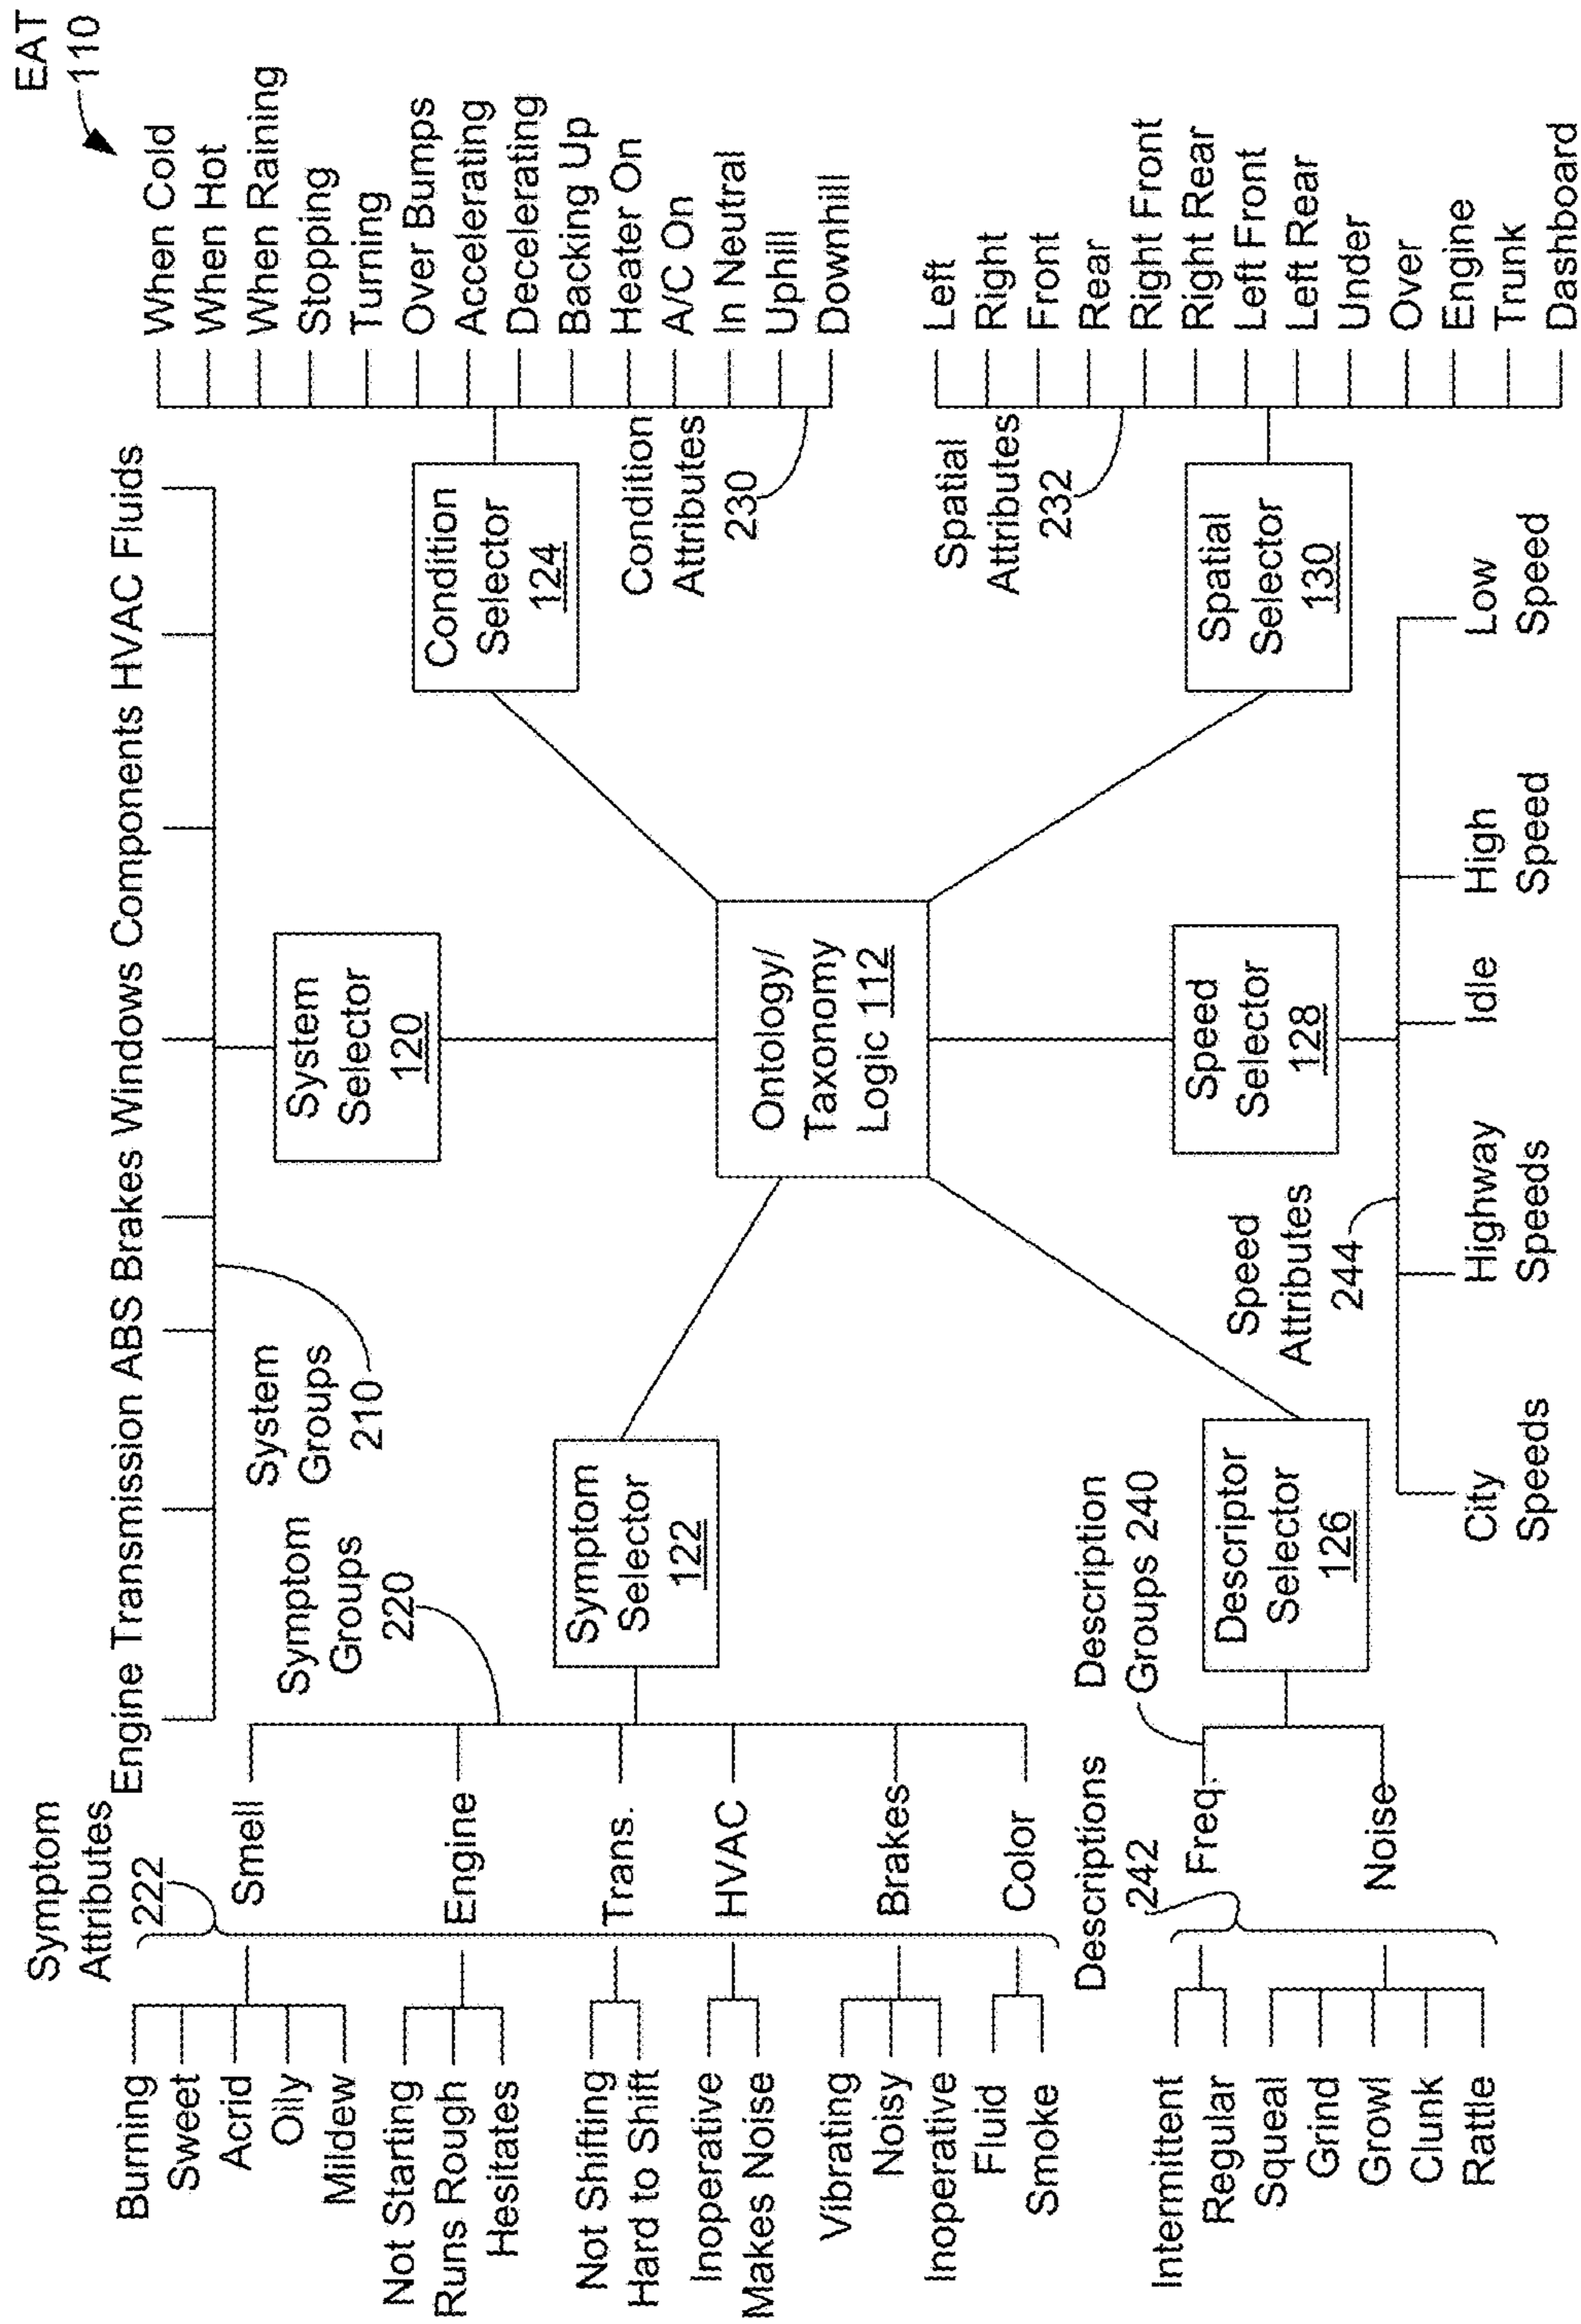 EAT
110
Engine Transmission ABS Brakes Windows Components HVAC Fluids
System
Groups
210
System
Selector
120
Symptom
Attributes
222
Burning
Sweet
Acrid
Oily
Mildew
Not Starting
Runs Rough
Hesitates
Not Shifting
Hard to Shift
Inoperative
Makes Noise
Vibrating
Noisy
Inoperative
Fluid
Smoke
Smell
Engine
Trans.
HVAC
Brakes
Color
Symptom
Groups
220
Symptom
Selector
122
Ontology/
Taxonomy
Logic 112
Condition
Selector
124
Condition
Attributes
230
When Cold
When Hot
When Raining
Stopping
Turning
Over Bumps
Accelerating
Decelerating
Backing Up
Heater On
A/C On
In Neutral
Uphill
Downhill
Descriptions
242
Intermittent
Regular
Squeal
Grind
Growl
Clunk
Rattle
Freq.
Noise
Description
Groups 240
Descriptor
Selector
126
Speed
Attributes
244
Speed
Selector
128
City
Speeds
Highway
Speeds
Idle
High
Speed
Low
Speed
Spatial
Attributes
232
Spatial
Selector
130
Left
Right
Front
Rear
Right Front
Right Rear
Left Front
Left Rear
Under
Over
Engine
Trunk
Dashboard